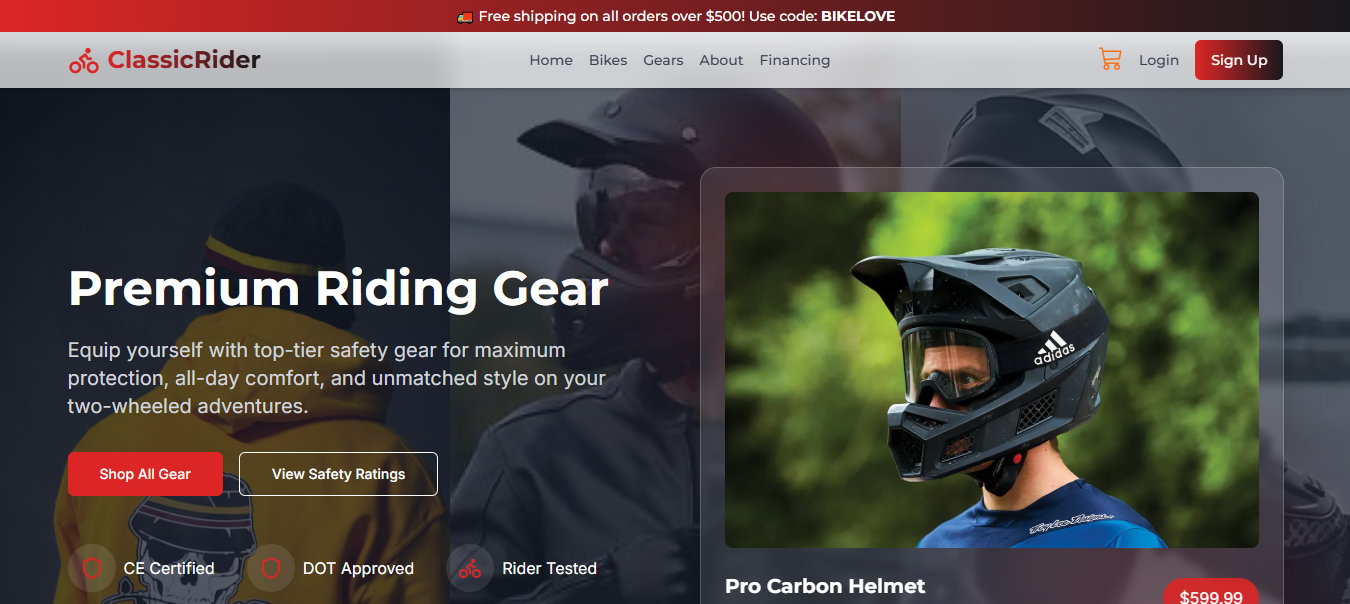 🚚 Free shipping on all orders over $500! Use code: BIKELOVE
ClassicRider
Home Bikes Gears About Financing
Login
Sign Up
Premium Riding Gear
Equip yourself with top-tier safety gear for maximum
protection, all-day comfort, and unmatched style on your
two-wheeled adventures.
Shop All Gear
View Safety Ratings
CE Certified
DOT Approved
Rider Tested
adidas
Troy Lee Designs
Pro Carbon Helmet
$599.99